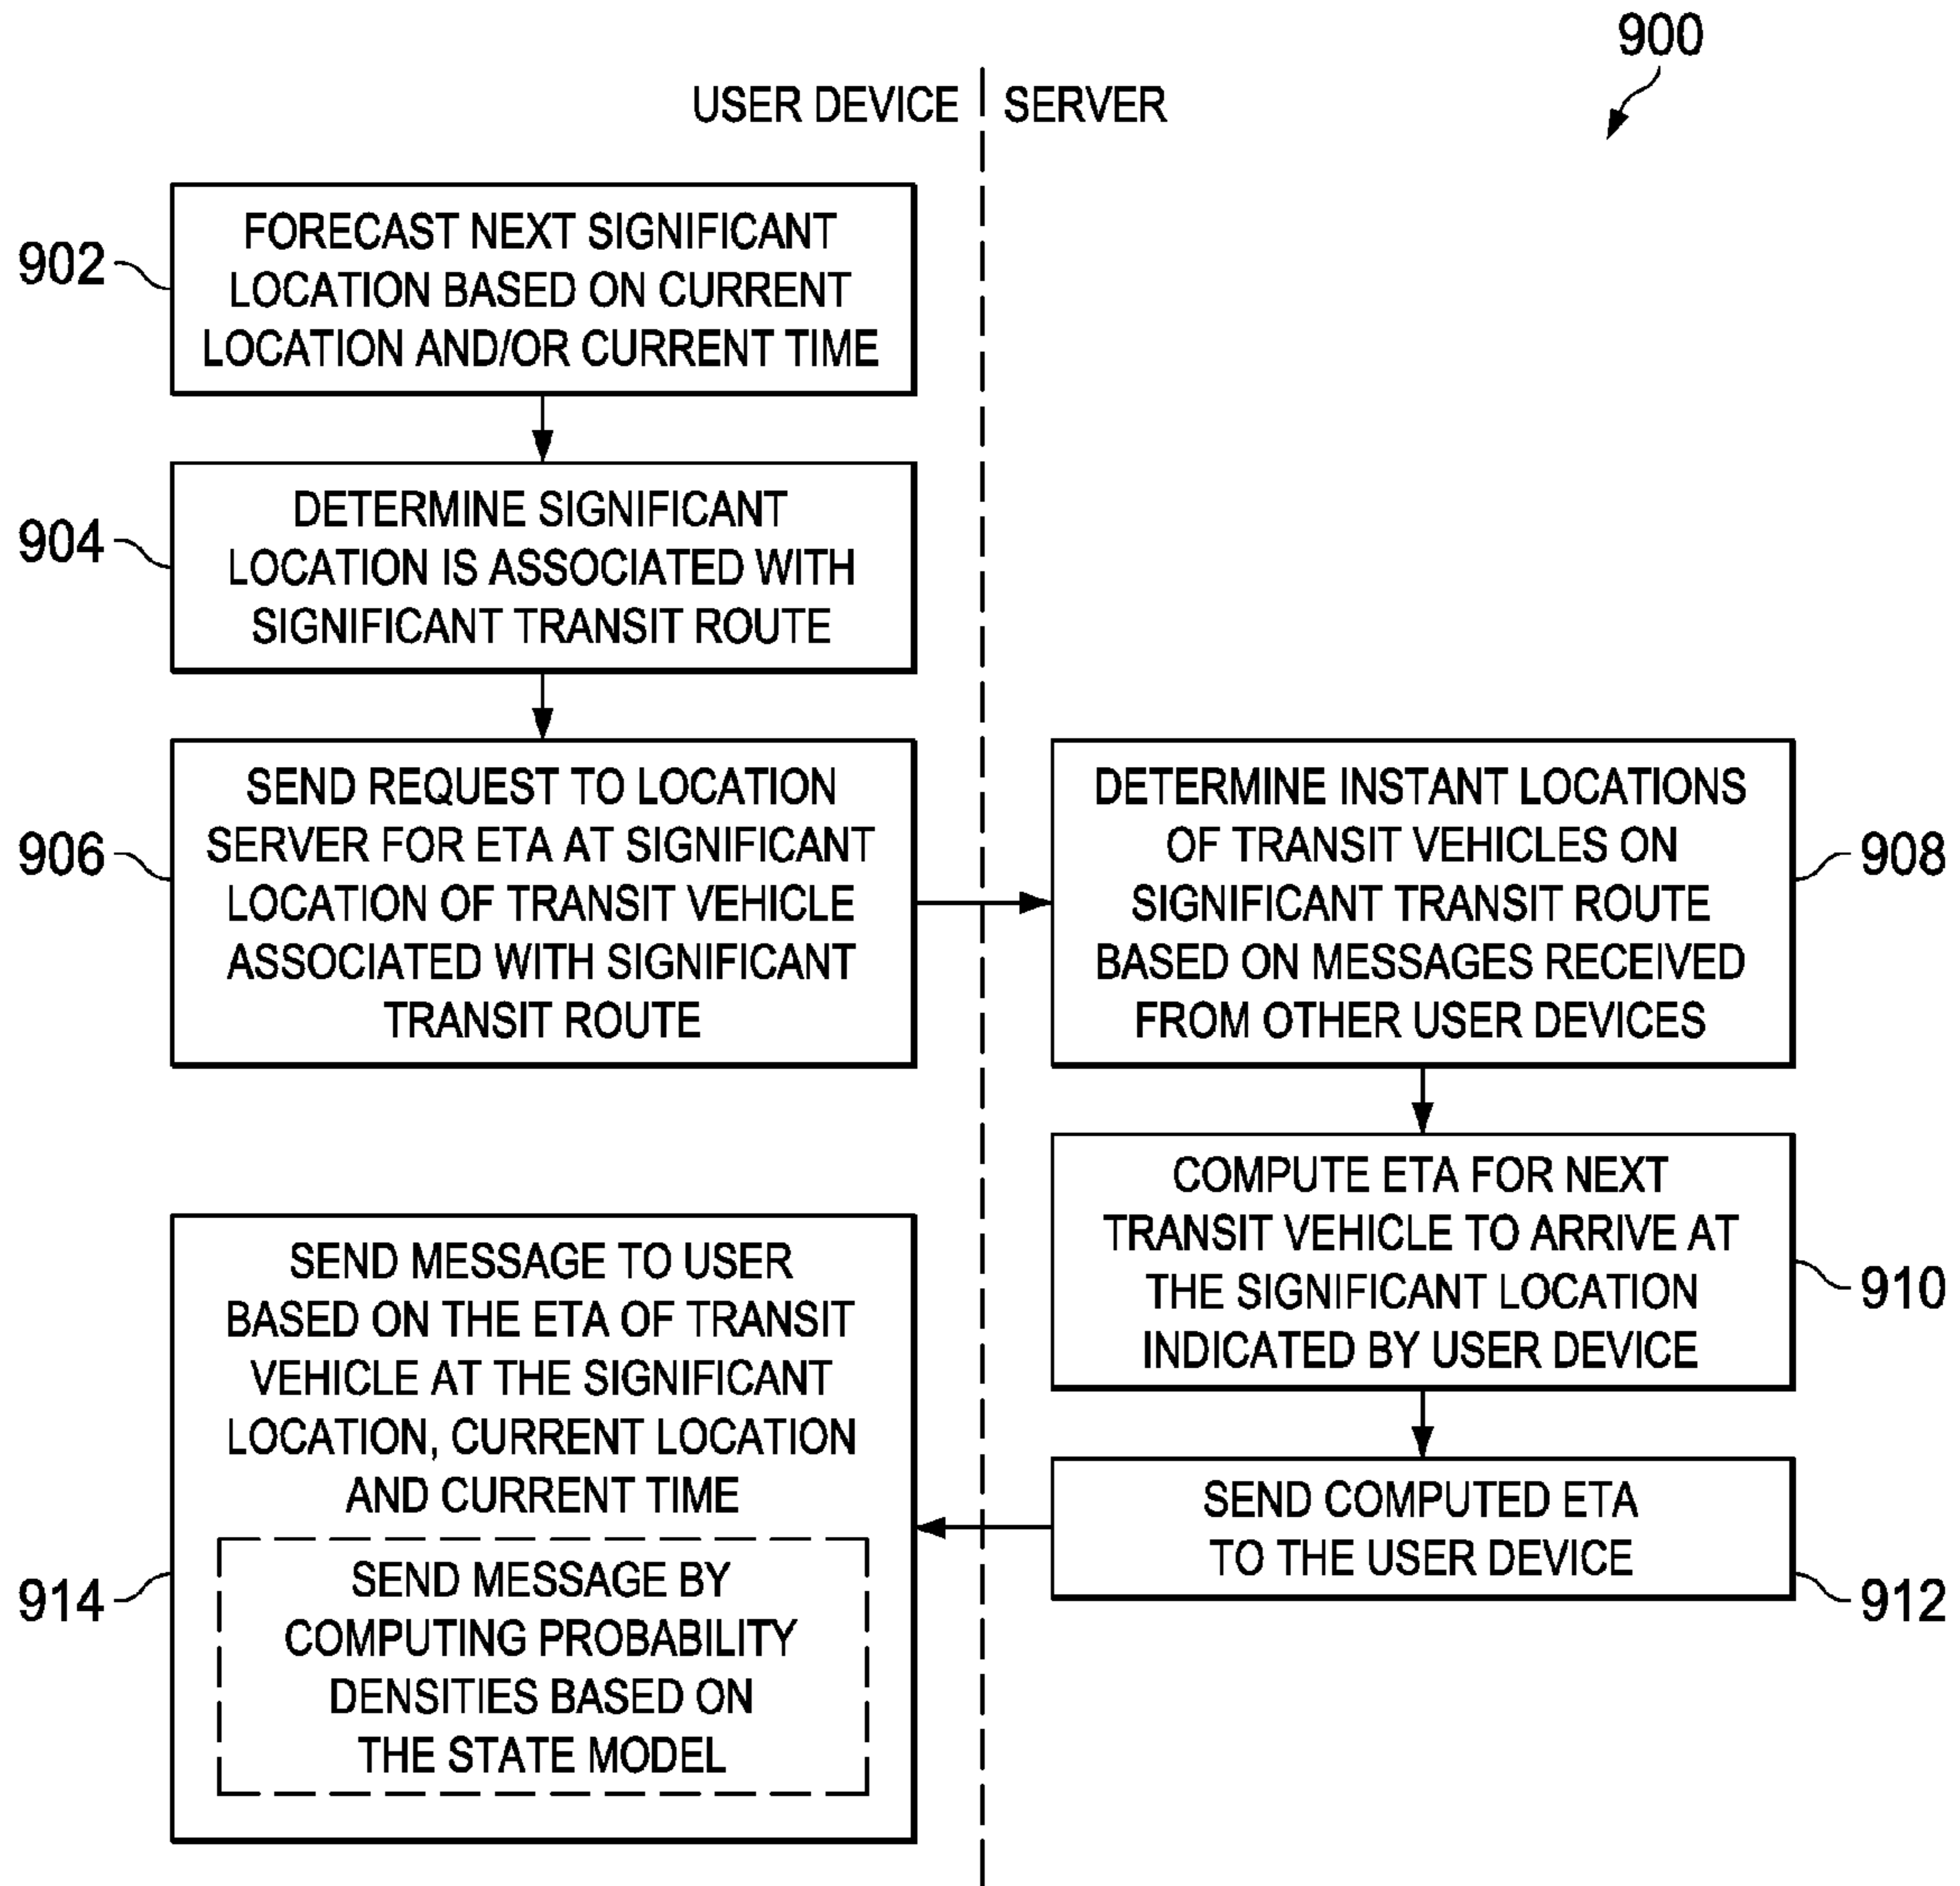 900
USER DEVICE
SERVER
902
FORECAST NEXT SIGNIFICANT
LOCATION BASED ON CURRENT
LOCATION AND/OR CURRENT TIME
904
DETERMINE SIGNIFICANT
LOCATION IS ASSOCIATED WITH
SIGNIFICANT TRANSIT ROUTE
906
SEND REQUEST TO LOCATION
SERVER FOR ETA AT SIGNIFICANT
LOCATION OF TRANSIT VEHICLE
ASSOCIATED WITH SIGNIFICANT
TRANSIT ROUTE
DETERMINE INSTANT LOCATIONS
OF TRANSIT VEHICLES ON
SIGNIFICANT TRANSIT ROUTE
BASED ON MESSAGES RECEIVED
FROM OTHER USER DEVICES
908
COMPUTE ETA FOR NEXT
TRANSIT VEHICLE TO ARRIVE AT
THE SIGNIFICANT LOCATION
INDICATED BY USER DEVICE
910
SEND COMPUTED ETA
TO THE USER DEVICE
912
914
SEND MESSAGE TO USER
BASED ON THE ETA OF TRANSIT
VEHICLE AT THE SIGNIFICANT
LOCATION, CURRENT LOCATION
AND CURRENT TIME
SEND MESSAGE BY
COMPUTING PROBABILITY
DENSITIES BASED ON
THE STATE MODEL